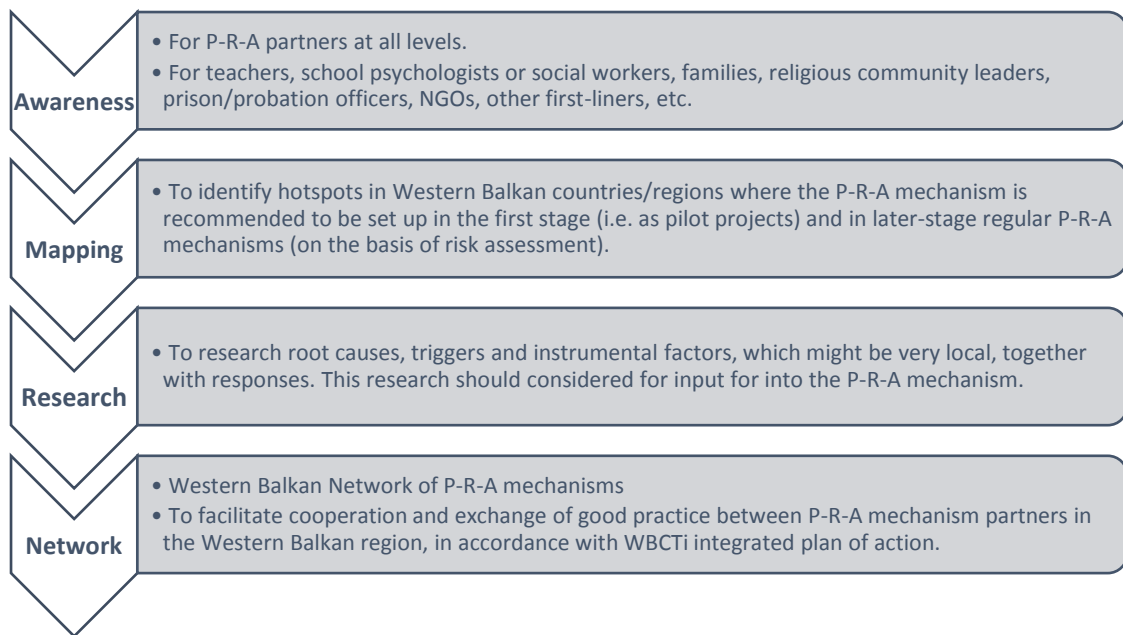 Awareness
• For P-R-A partners at all levels.
• For teachers, school psychologists or social workers, families, religious community leaders,
prison/probation officers, NGOs, other first-liners, etc.
Mapping
• To identify hotspots in Western Balkan countries/regions where the P-R-A mechanism is
recommended to be set up in the first stage (i.e. as pilot projects) and in later-stage regular P-R-A
mechanisms (on the basis of risk assessment).
Research
• To research root causes, triggers and instrumental factors, which might be very local, together
with responses. This research should considered for input for into the P-R-A mechanism.
Network
• Western Balkan Network of P-R-A mechanisms
• To facilitate cooperation and exchange of good practice between P-R-A mechanism partners in
the Western Balkan region, in accordance with WBCTi integrated plan of action.